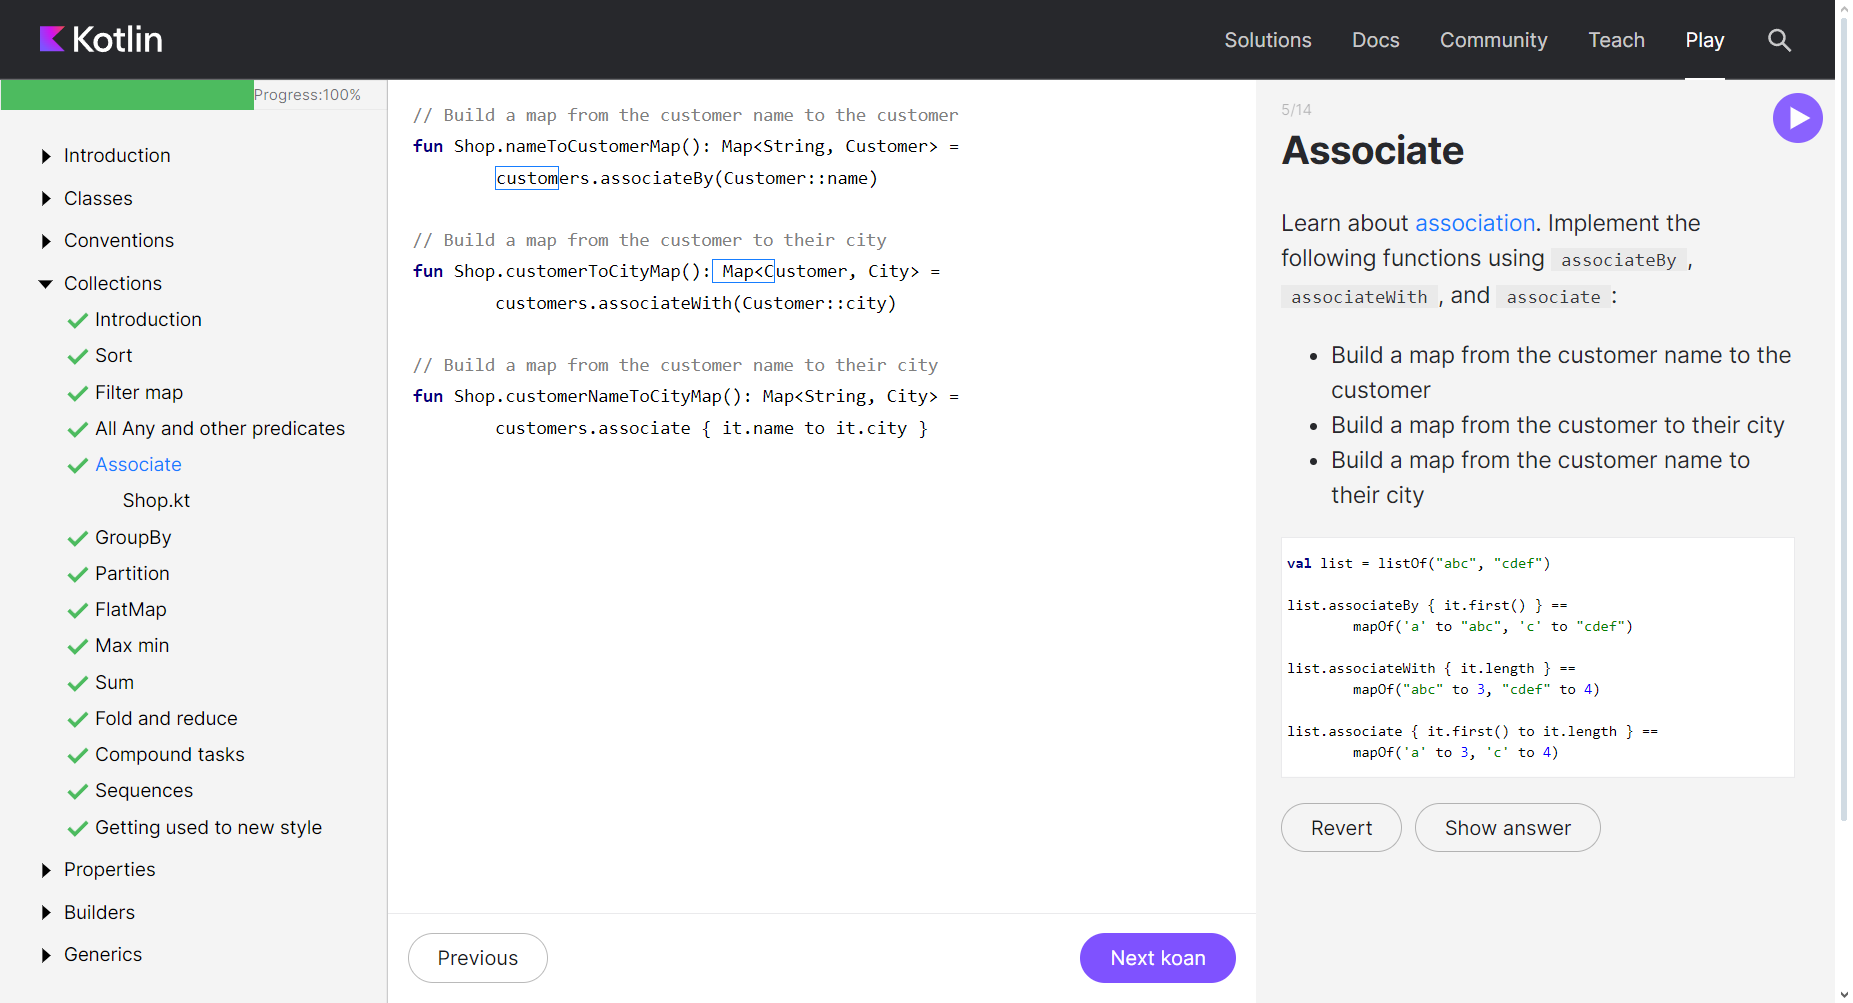 Kotlin
Solutions
Docs
Community
Teach
Play
Progress:100%
Introduction
Classes
Conventions
Collections
Introduction
Sort
Filter map
All Any and other predicates
Associate
Shop.kt
GroupBy
Partition
FlatMap
Max min
Sum
Fold and reduce
Compound tasks
Sequences
Getting used to new style
Properties
Builders
Generics
// Build a map from the customer name to the customer
fun Shop.nameToCustomerMap(): Map<String, Customer> =
        customers.associateBy(Customer::name)
// Build a map from the customer to their city
fun Shop.customerToCityMap(): Map<Customer, City> =
        customers.associateWith(Customer::city)
// Build a map from the customer name to their city
fun Shop.customerNameToCityMap(): Map<String, City> =
        customers.associate { it.name to it.city }
Previous
Next koan
5/14
Associate
Learn about association. Implement the
following functions using associateBy,
associateWith, and associate:
• Build a map from the customer name to the
customer
• Build a map from the customer to their city
• Build a map from the customer name to
their city
val list = listOf("abc", "cdef")
list.associateBy { it.first() } ==
        mapOf('a' to "abc", 'c' to "cdef")
list.associateWith { it.length } ==
        mapOf("abc" to 3, "cdef" to 4)
list.associate { it.first() to it.length } ==
        mapOf('a' to 3, 'c' to 4)
Revert
Show answer